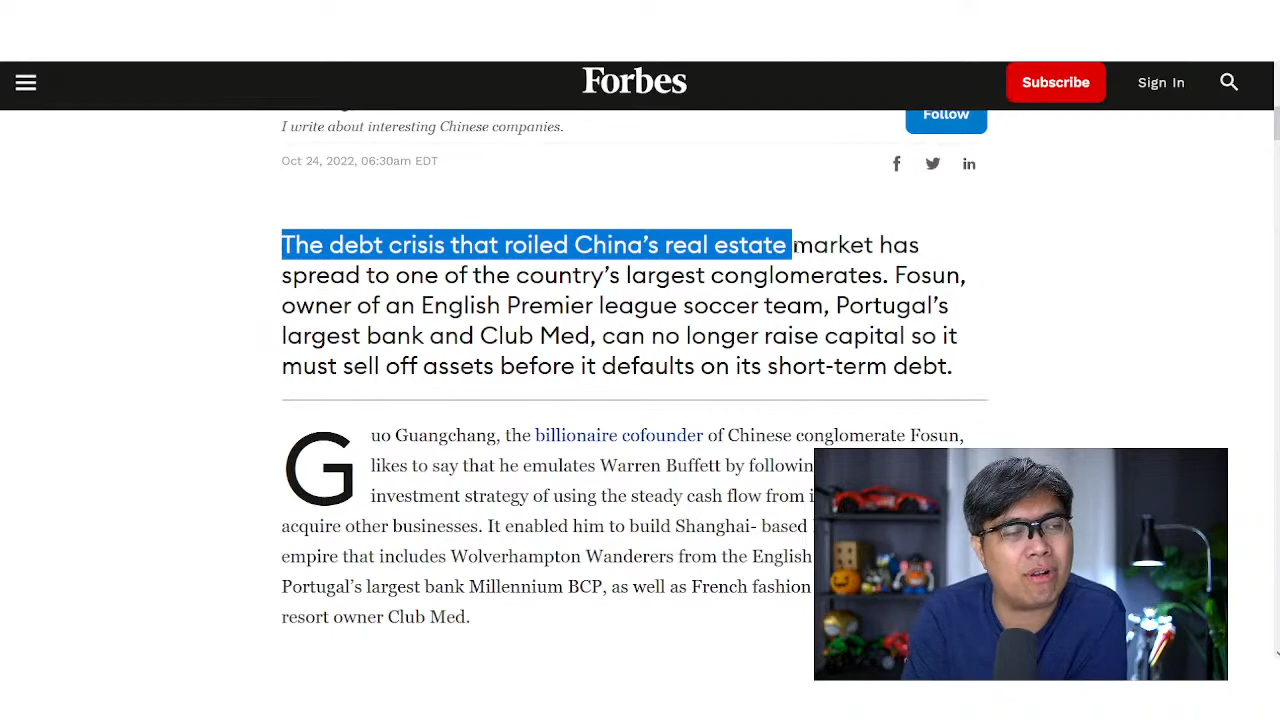 Forbes
Subscribe
Sign In
I write about interesting Chinese companies.
Follow
Oct 24, 2022, 06:30am EDT
The debt crisis that roiled China's real estate market has
spread to one of the country's largest conglomerates. Fosun,
owner of an English Premier league soccer team, Portugal's
largest bank and Club Med, can no longer raise capital so it
must sell off assets before it defaults on its short-term debt.
Guo Guangchang, the billionaire cofounder of Chinese conglomerate Fosun,
likes to say that he emulates Warren Buffett by
investment strategy of using the steady cash flow from
acquire other businesses. It enabled him to build Shanghai- based
empire that includes Wolverhampton Wanderers from the English
Portugal's largest bank Millennium BCP, as well as French fashion
resort owner Club Med.